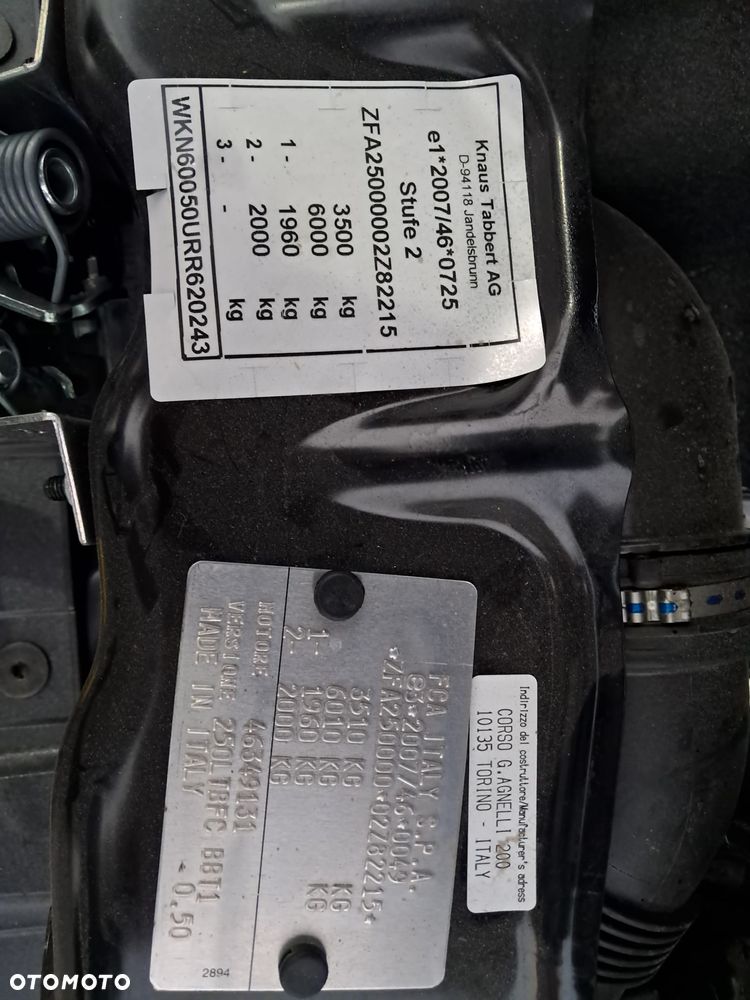 Knaus Tabbert AG
D-94118 Jandelsbrunn
e1*2007/46*0725
Stufe 2
ZFA25000002Z82215
3500 kg
6000 kg
1 - 1960 kg
2 - 2000 kg
3 - - kg
WKN60050URR620243
Indirizzo del costruttore/Manufacturer's adress
CORSO G.AGNELLI 200
10135 TORINO - ITALY
FCA ITALY S.P.A.
e3*2007/46*0049
*ZFA250000*02Z82215*
3510 KG
6010 KG
1- 1960 KG
2- 2000 KG
MOTORE 46349131
VERSIONE 250LTBFC BBT1
MADE IN ITALY 0.50
2894
OTOMOTO